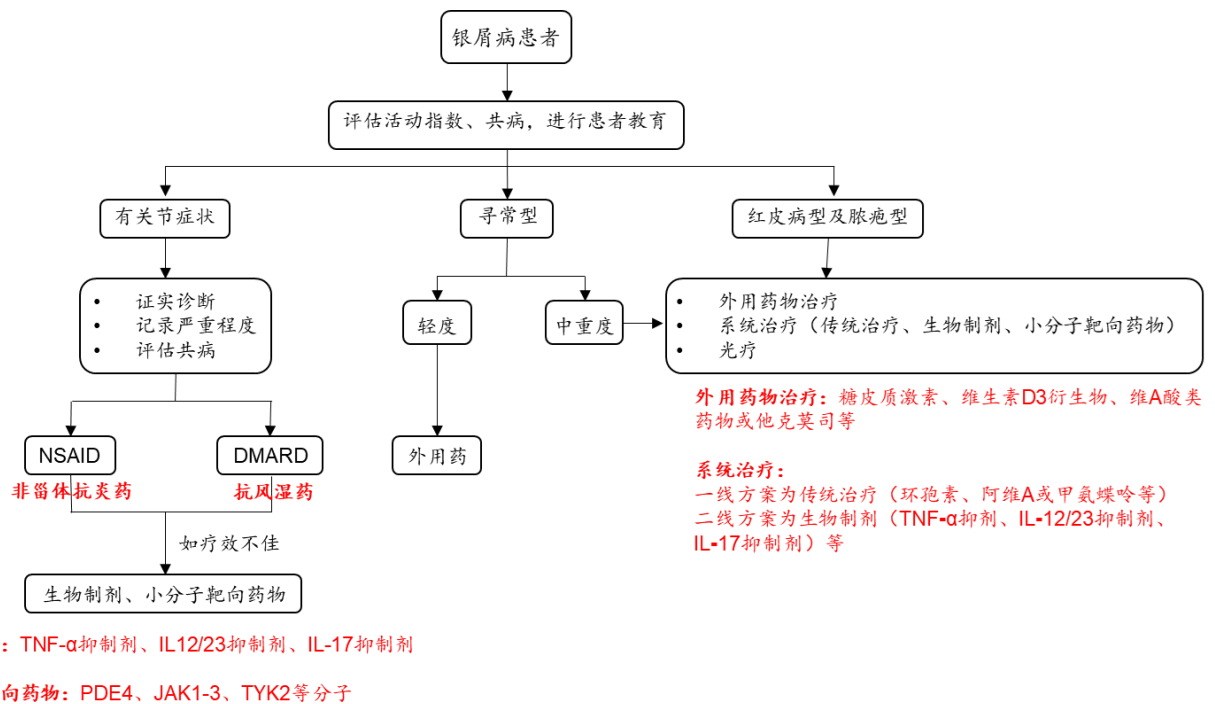 银屑病患者
评估活动指数、共病，进行患者教育
有关节症状
寻常型
红皮病型及脓疱型
• 证实诊断
• 记录严重程度
• 评估共病
轻度
中重度
• 外用药物治疗
• 系统治疗（传统治疗、生物制剂、小分子靶向药物）
• 光疗
外用药物治疗：糖皮质激素、维生素D3衍生物、维A酸类
药物或他克莫司等
NSAID
DMARD
外用药
非甾体抗炎药
抗风湿药
系统治疗：
一线方案为传统治疗（环孢素、阿维A或甲氨蝶呤等）
二线方案为生物制剂（TNF-α抑剂、IL-12/23抑制剂、
IL-17抑制剂）等
如疗效不佳
生物制剂、小分子靶向药物
：TNF-α抑制剂、IL12/23抑制剂、IL-17抑制剂
向药物：PDE4、JAK1-3、TYK2等分子